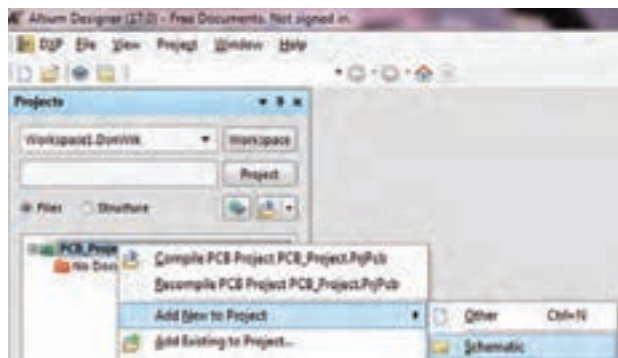 Altium Designer (17.0) - Free Documents. Not signed in.
DXP File View Project Window Help
Projects
Workspace1.DsnWrk Workspace
Project
Files Structure
PCB_Proje
No Docu
Compile PCB Project PCB_Project.PrjPcb
Recompile PCB Project PCB_Project.PrjPcb
Add New to Project
Other Ctrl+N
Add Existing to Project...
Schematic